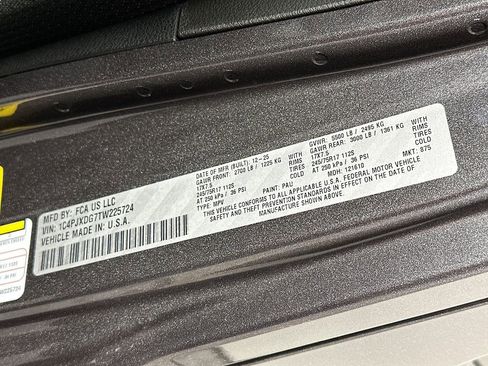 MFD BY: FCA US LLC
VIN: 1C4PJXDG7TW225724
VEHICLE MADE IN: U.S.A.
DATE OF MFR (BUILT): 12-25
GAWR FRONT: 2700 LB / 1225 KG WITH
17X7.5 RIMS
245/75R17 112S TIRES
AT 250 kPa / 36 PSI COLD
GVWR: 5500 LB / 2495 KG
GAWR REAR: 3000 LB / 1361 KG WITH
17X7.5 RIMS
245/75R17 112S TIRES
AT 250 kPa / 36 PSI COLD
PAINT: PAU MDH: 121610 MKT: 875
TYPE: MPV
THIS VEHICLE CONFORMS TO ALL APPLICABLE U.S.A. FEDERAL MOTOR VEHICLE
SAFETY AND THEFT PREVENTION STANDARDS
IN EFFECT ON THE DATE OF MANUFACTURE SHOWN ABOVE.
W225724